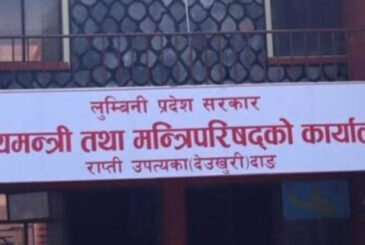 लुम्बिनी प्रदेश सरकार
यमन्त्री तथा मन्त्रिपरिषद्को कार्याल
राप्ती उपत्यका(देउखुरी)दाङ